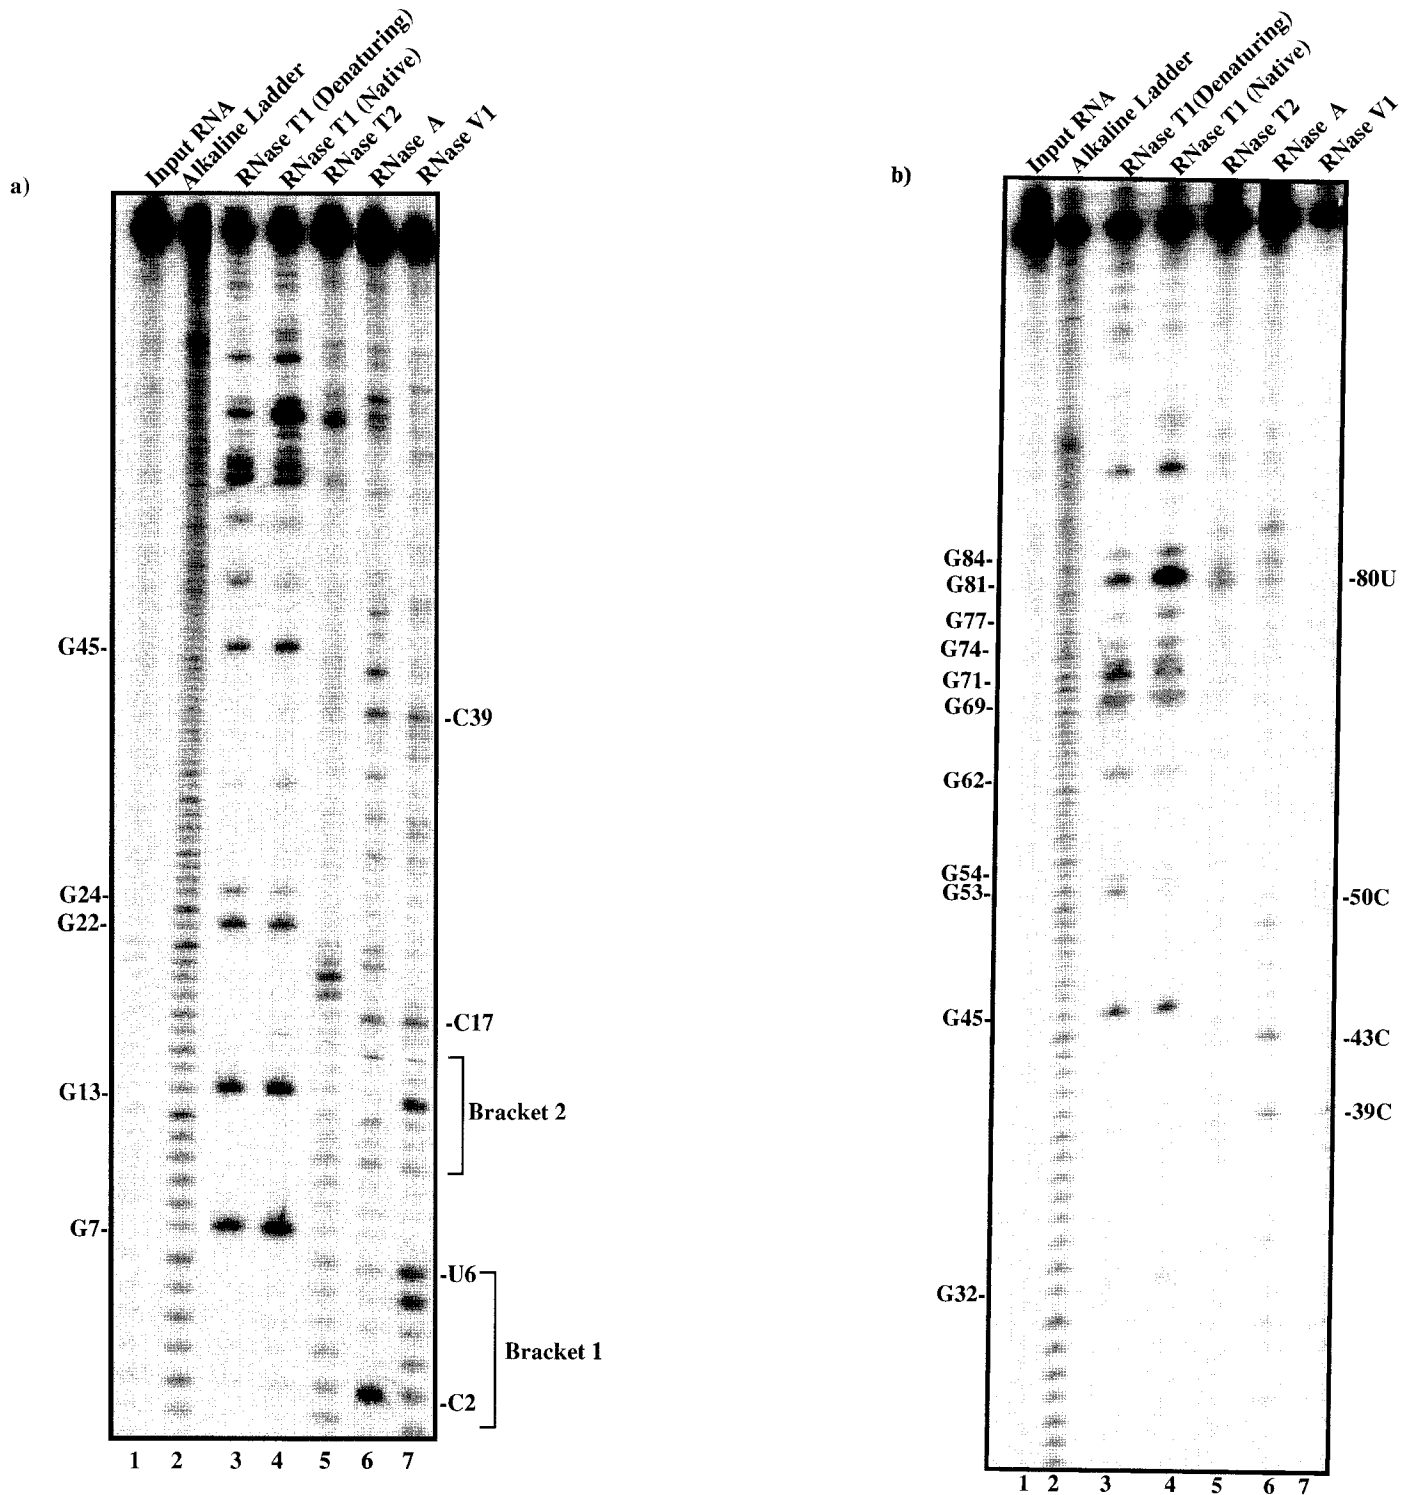 a)
Input RNA
Alkaline Ladder
RNase T1 (Denaturing)
RNase T1 (Native)
RNase T2
RNase A
RNase V1
G45-
G24-
G22-
G13-
G7-
-C39
-C17
Bracket 2
-U6
Bracket 1
-C2
1 2 3 4 5 6 7
b)
Input RNA
Alkaline Ladder
RNase T1(Denaturing)
RNase T1 (Native)
RNase T2
RNase A
RNase V1
G84-
G81-
G77-
G74-
G71-
G69-
G62-
G54-
G53-
G45-
G32-
-80U
-50C
-43C
-39C
1 2 3 4 5 6 7